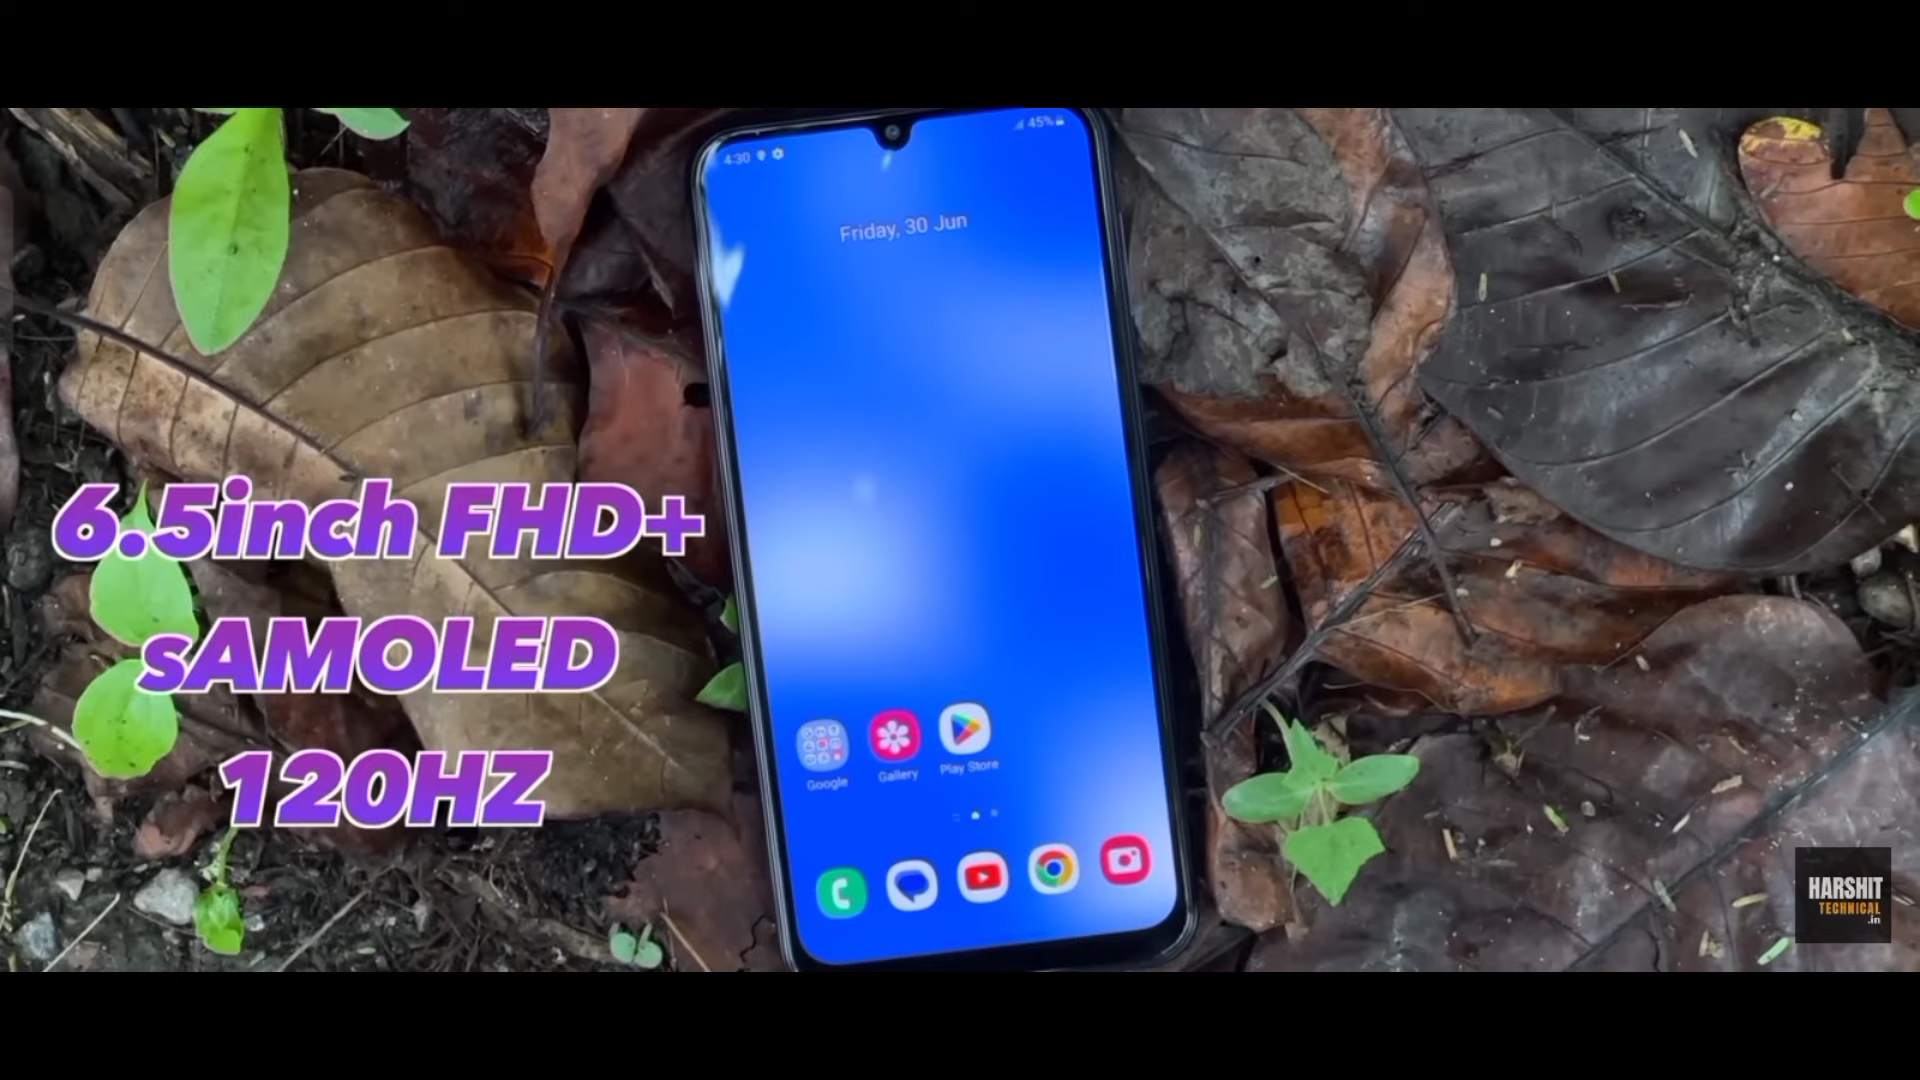 4:30
45%
Friday, 30 Jun
6.5inch FHD+
sAMOLED
120HZ
Google
Gallery
Play Store
HARSHIT
TECHNICAL
.in